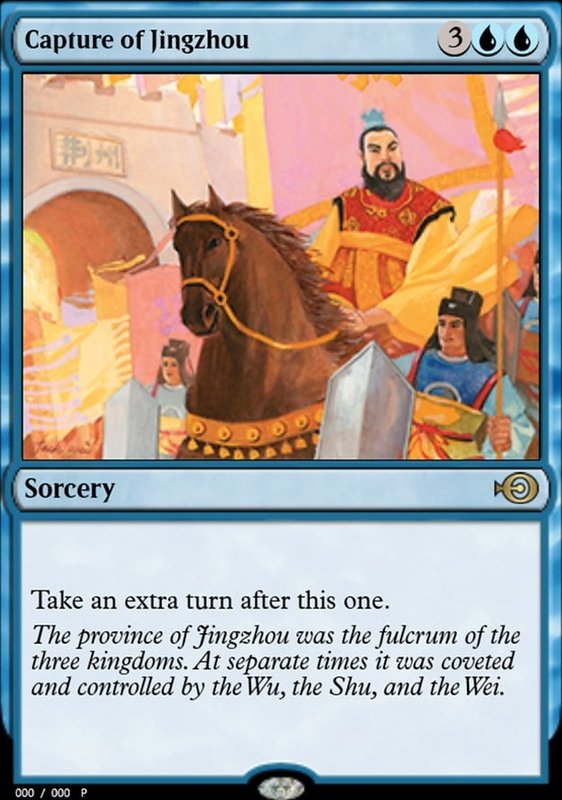 Capture of Jingzhou 3
荆州
Sorcery
Take an extra turn after this one.
The province of Jingzhou was the fulcrum of the
three kingdoms. At separate times it was coveted
and controlled by the Wu, the Shu, and the Wei.
000 / 000 P